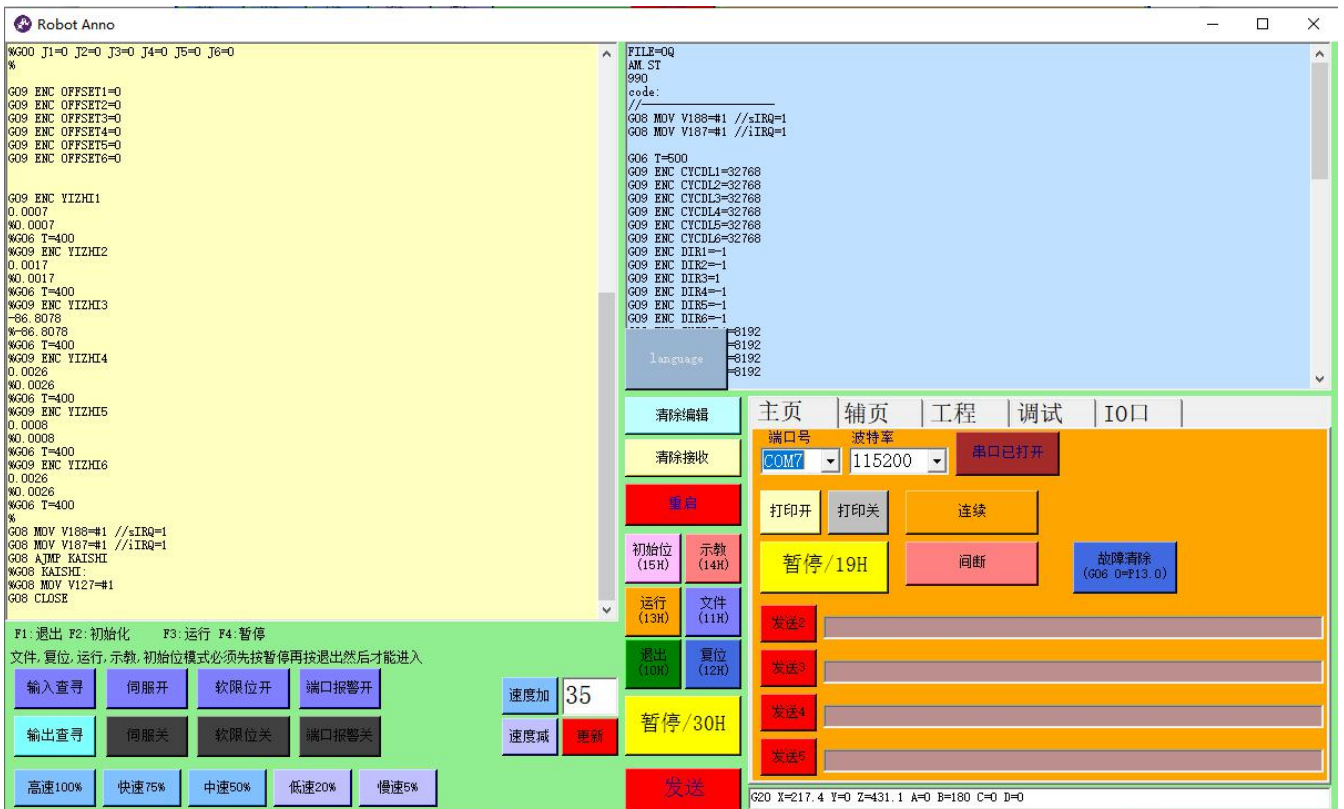 Robot Anno
%G00 J1=0 J2=0 J3=0 J4=0 J5=0 J6=0
%
G09 ENC OFFSET1=0
G09 ENC OFFSET2=0
G09 ENC OFFSET3=0
G09 ENC OFFSET4=0
G09 ENC OFFSET5=0
G09 ENC OFFSET6=0
G09 ENC YIZHI1
0.0007
%0.0007
%G06 T=400
%G09 ENC YIZHI2
0.0017
%0.0017
%G06 T=400
%G09 ENC YIZHI3
-86.8078
%-86.8078
%G06 T=400
%G09 ENC YIZHI4
0.0026
%0.0026
%G06 T=400
%G09 ENC YIZHI5
0.0008
%0.0008
%G06 T=400
%G09 ENC YIZHI6
0.0026
%0.0026
%G06 T=400
%
G08 MOV V188=#1 //sIRQ=1
G08 MOV V187=#1 //iIRQ=1
G08 AJMP KAISHI
%G08 KAISHI:
%G08 MOV V127=#1
G08 CLOSE
FILE=0Q
AM.ST
990
code:
//
G08 MOV V188=#1 //sIRQ=1
G08 MOV V187=#1 //iIRQ=1
G06 T=500
G09 ENC CYCDL1=32768
G09 ENC CYCDL2=32768
G09 ENC CYCDL3=32768
G09 ENC CYCDL4=32768
G09 ENC CYCDL5=32768
G09 ENC CYCDL6=32768
G09 ENC DIR1=-1
G09 ENC DIR2=-1
G09 ENC DIR3=1
G09 ENC DIR4=-1
G09 ENC DIR5=-1
G09 ENC DIR6=-1
=8192
=8192
=8192
=8192
language
清除编辑
清除接收
重启
初始位 示教
(15H) (14H)
运行 文件
(13H) (11H)
退出 复位
(10H) (12H)
暂停/30H
发送
主页 辅页 工程 调试 IO口
端口号 波特率
COM7 115200 串口已打开
打印开 打印关 连续
暂停/19H 间断 故障清除
(G06 O=P13.0)
发送2
发送3
发送4
发送5
G20 X=217.4 Y=0 Z=431.1 A=0 B=180 C=0 D=0
F1:退出 F2:初始化 F3:运行 F4:暂停
文件,复位,运行,示教,初始位模式必须先按暂停再按退出然后才能进入
输入查寻 伺服开 软限位开 端口报警开 速度加 35
输出查寻 伺服关 软限位关 端口报警关 速度减 更新
高速100% 快速75% 中速50% 低速20% 慢速5%